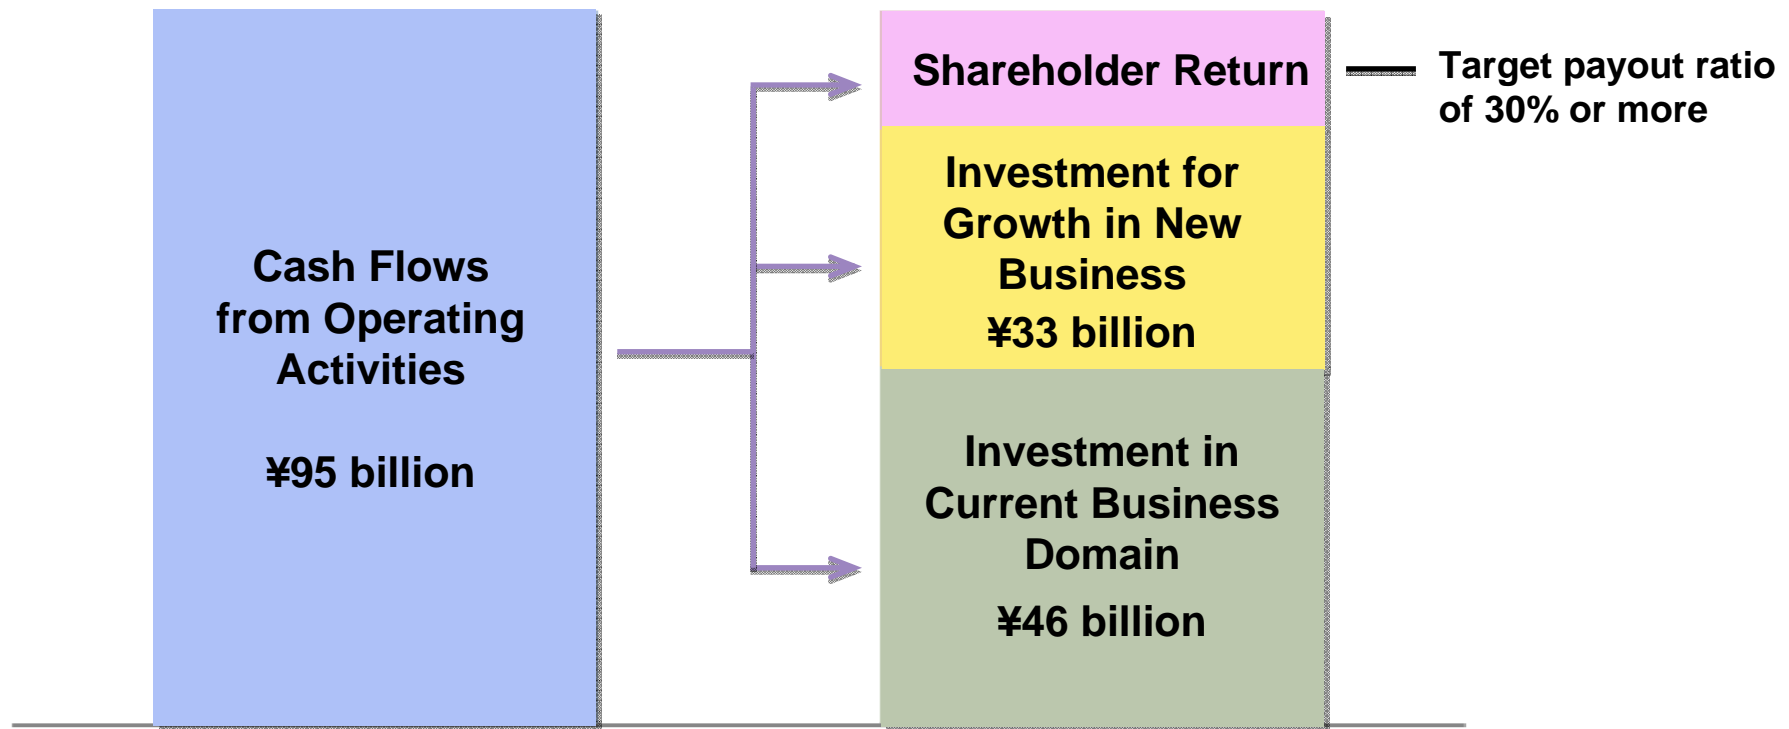 Cash Flows
from Operating
Activities
¥95 billion
Shareholder Return
Target payout ratio
of 30% or more
Investment for
Growth in New
Business
¥33 billion
Investment in
Current Business
Domain
¥46 billion